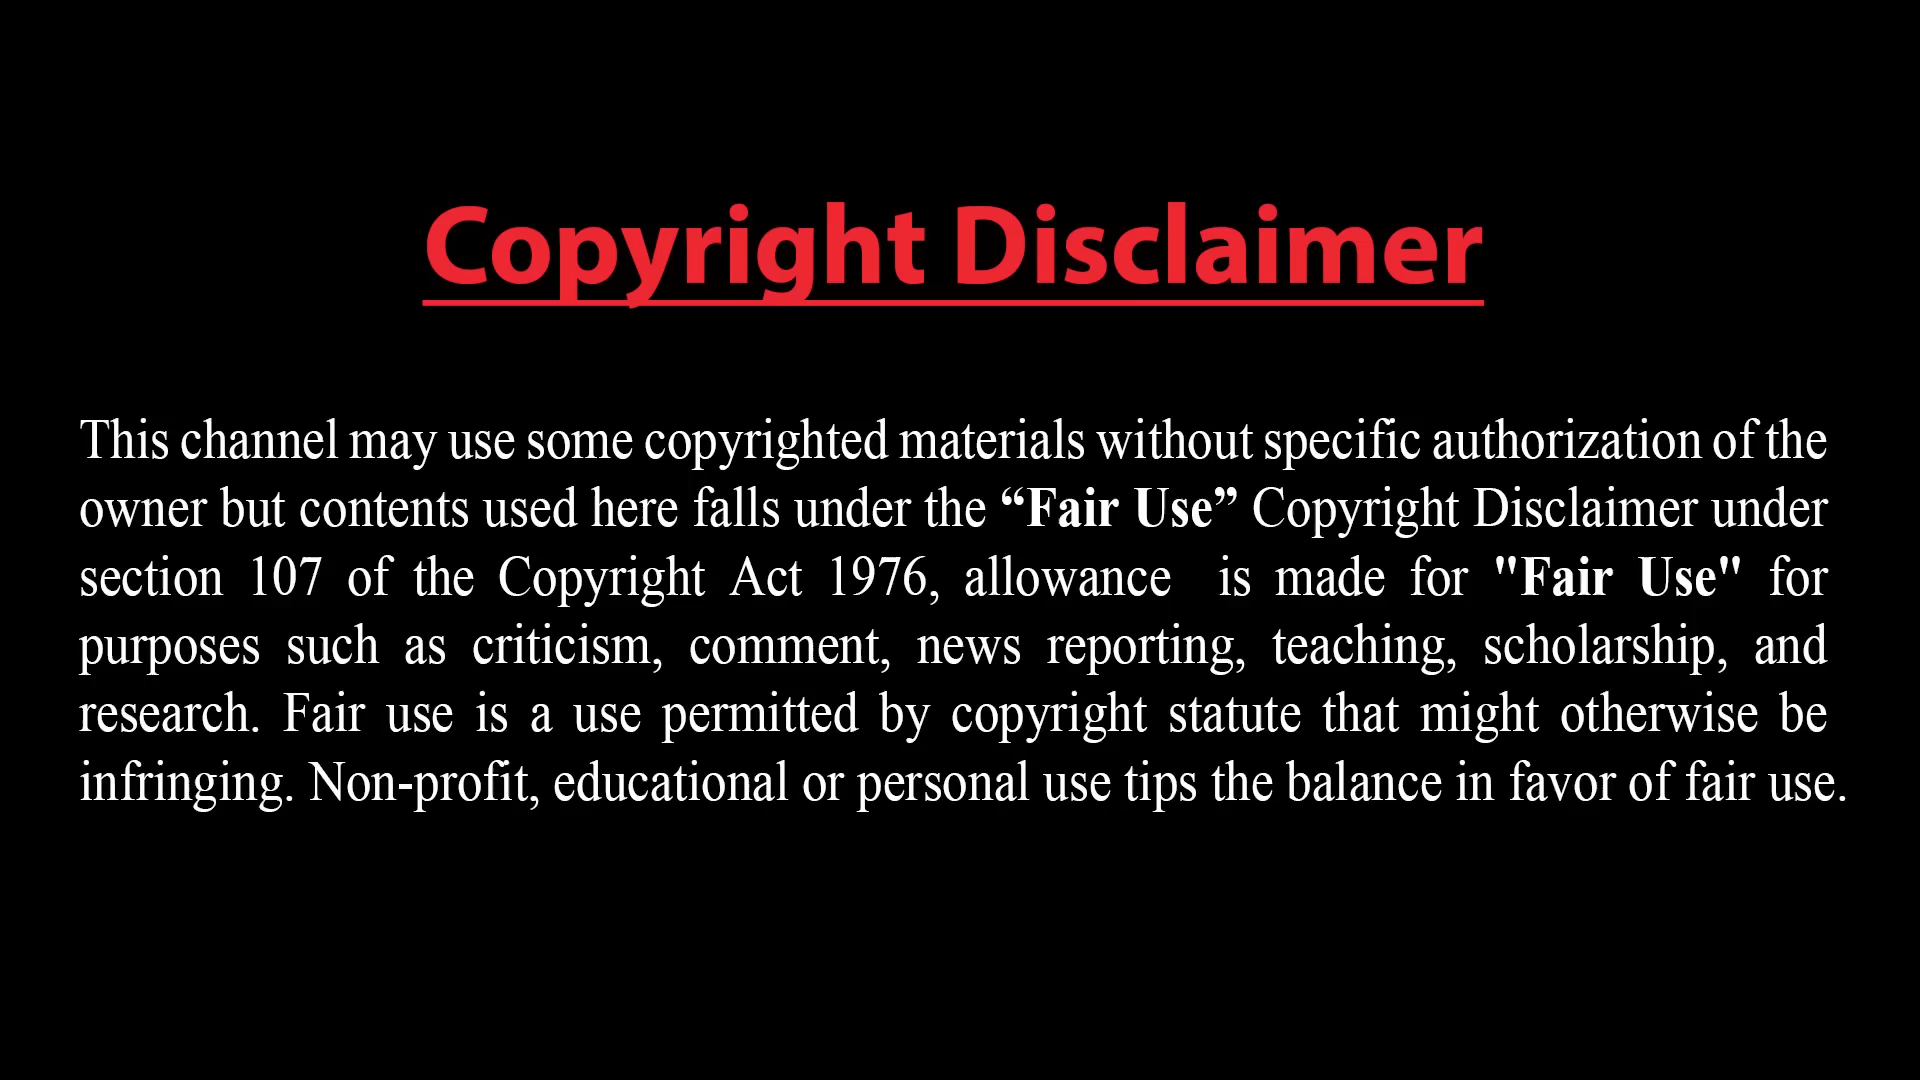 Copyright Disclaimer
This channel may use some copyrighted materials without specific authorization of the
owner but contents used here falls under the “Fair Use” Copyright Disclaimer under
section 107 of the Copyright Act 1976, allowance is made for "Fair Use" for
purposes such as criticism, comment, news reporting, teaching, scholarship, and
research. Fair use is a use permitted by copyright statute that might otherwise be
infringing. Non-profit, educational or personal use tips the balance in favor of fair use.